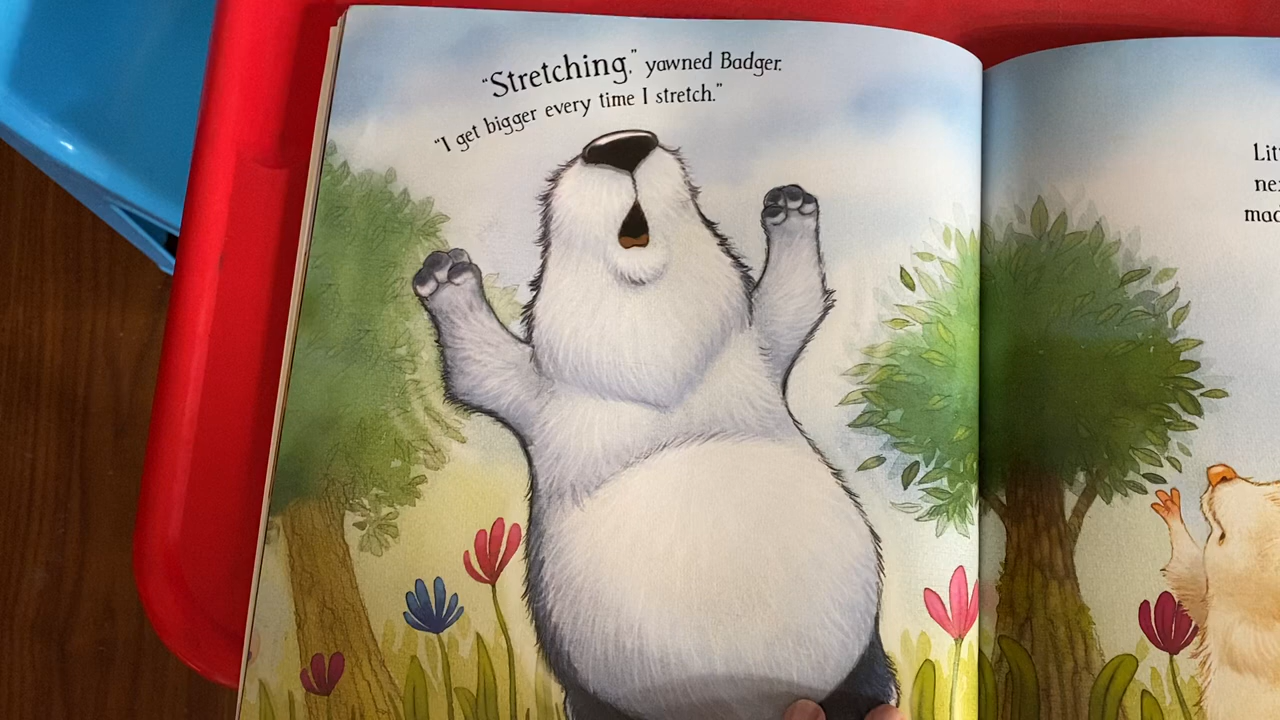 “Stretching,” yawned Badger.
“I get bigger every time I stretch.”